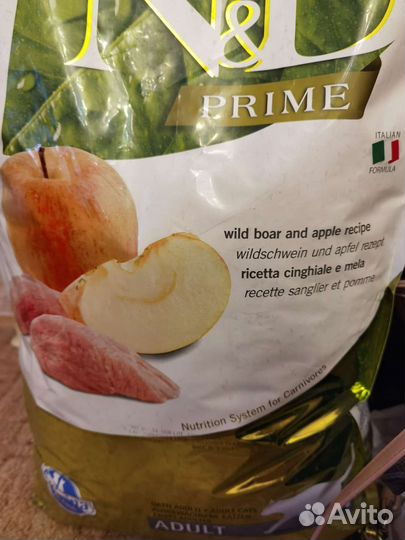 N&D
PRIME
ITALIAN
FORMULA
wild boar and apple recipe
wildschwein und apfel rezept
ricetta cinghiale e mela
recette sanglier et pomme
Nutrition System for Carnivores
ADULT
Avito